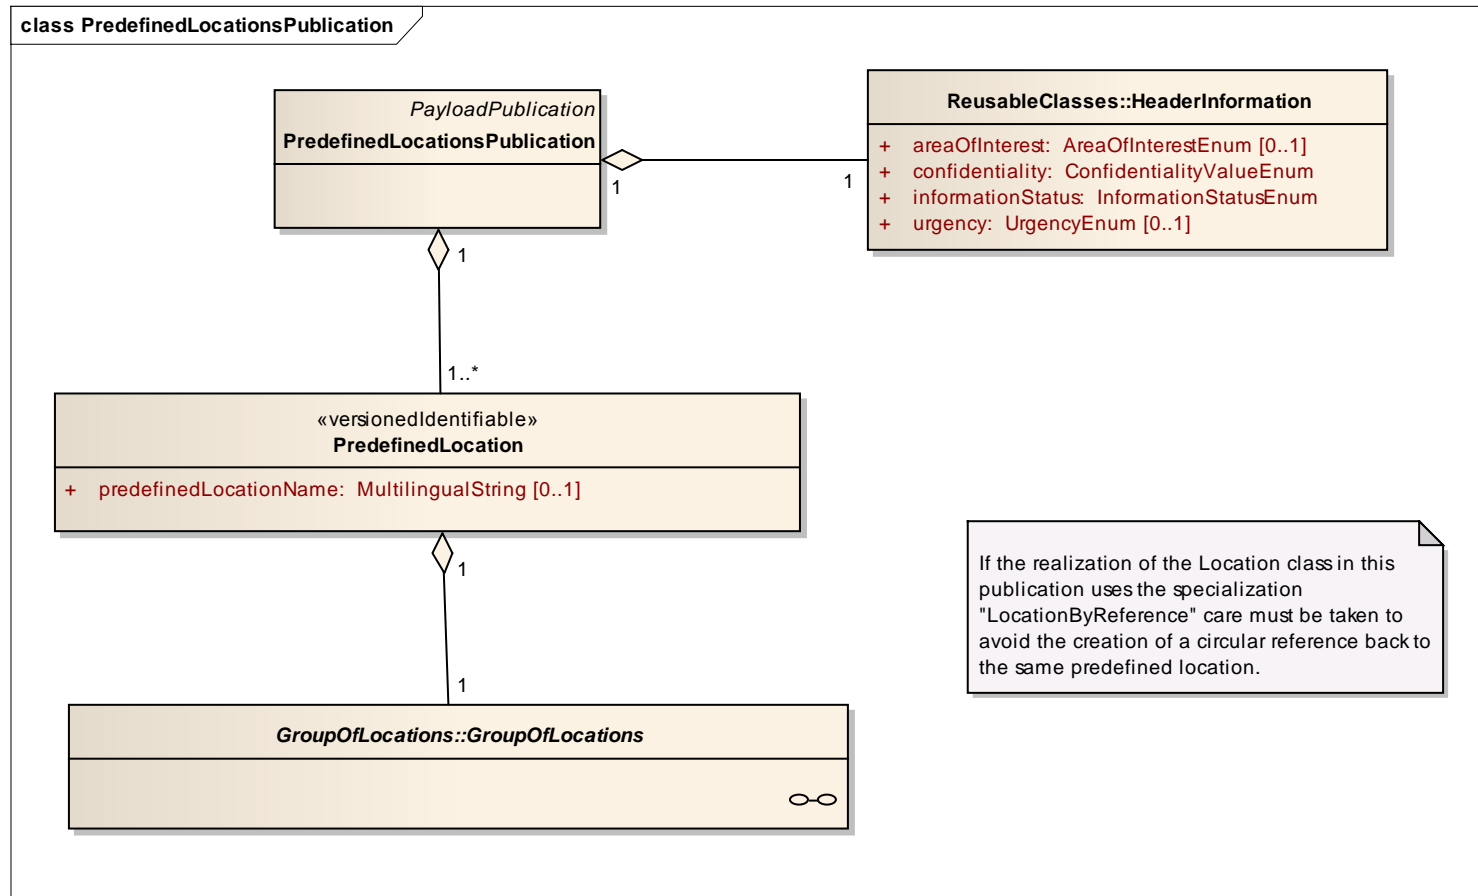 class PredefinedLocationsPublication
PayloadPublication
PredefinedLocationsPublication
1
1
ReusableClasses::HeaderInformation
+ areaOfInterest: AreaOfInterestEnum [0..1]
+ confidentiality: ConfidentialityValueEnum
+ informationStatus: InformationStatusEnum
+ urgency: UrgencyEnum [0..1]
1
1..*
«versionedIdentifiable»
PredefinedLocation
+ predefinedLocationName: MultilingualString [0..1]
1
1
GroupOfLocations::GroupOfLocations
If the realization of the Location class in this
publication uses the specialization
"LocationByReference" care must be taken to
avoid the creation of a circular reference back to
the same predefined location.